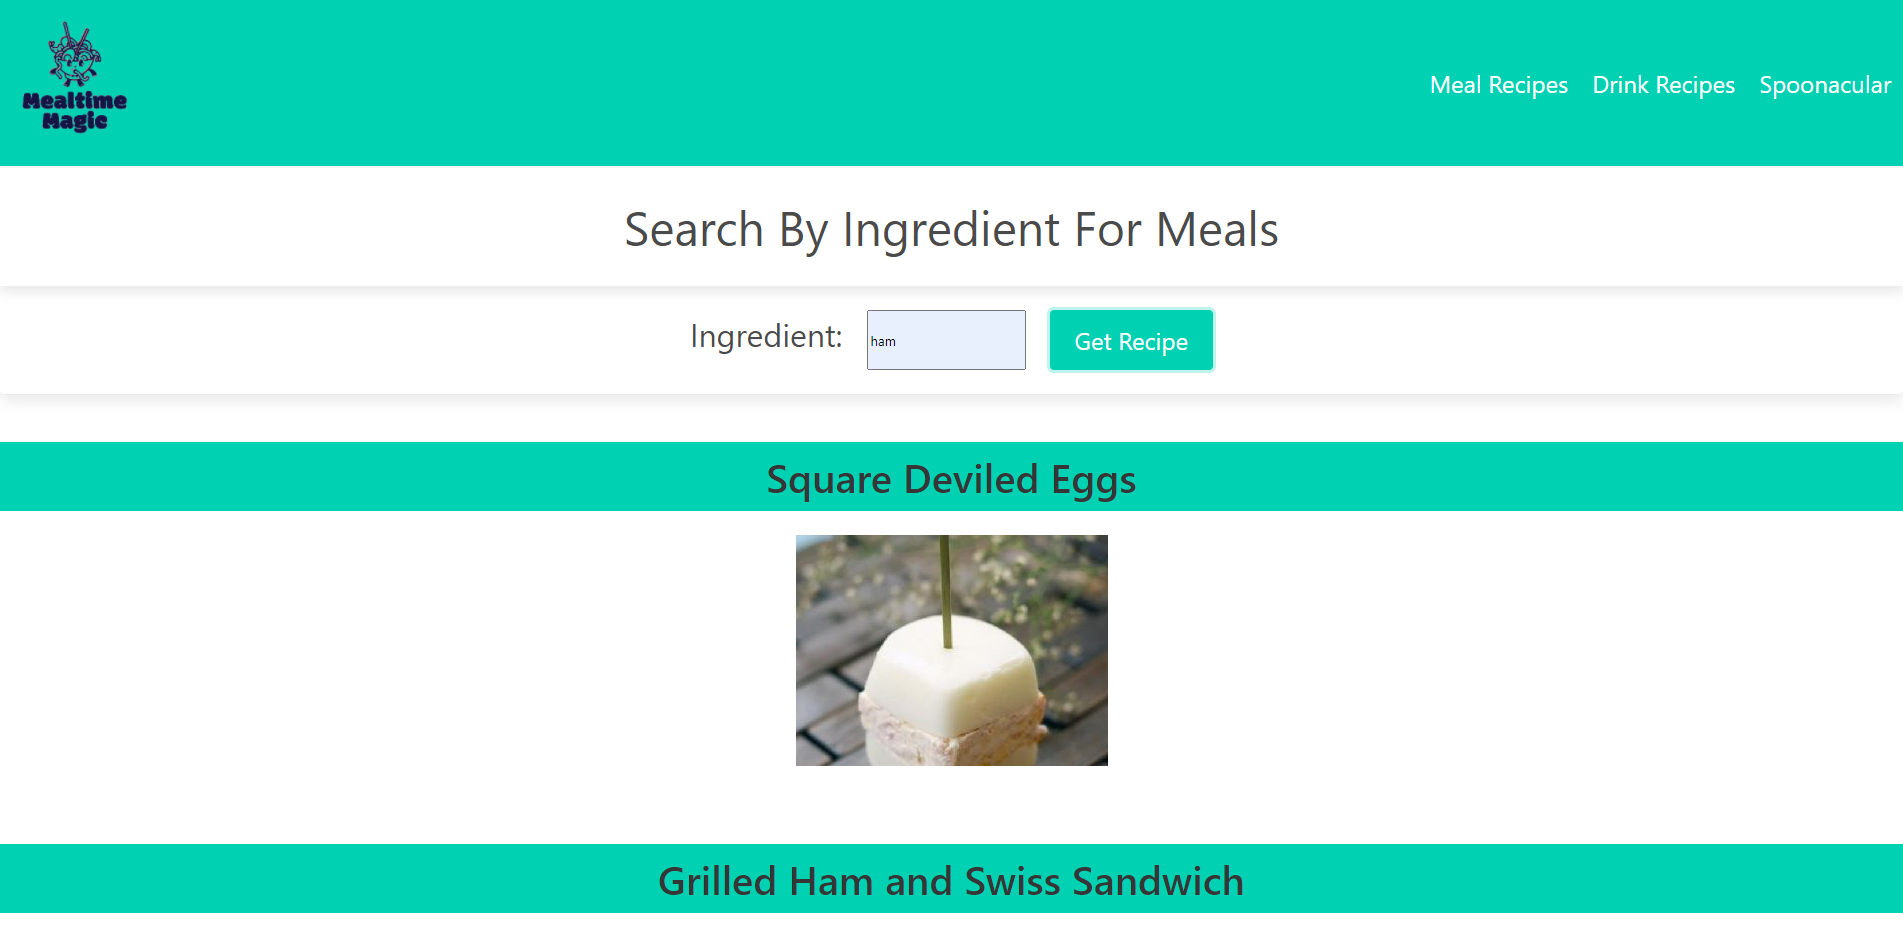 Mealtime
Magic
Meal Recipes Drink Recipes Spoonacular
Search By Ingredient For Meals
Ingredient: ham Get Recipe
Square Deviled Eggs
Grilled Ham and Swiss Sandwich